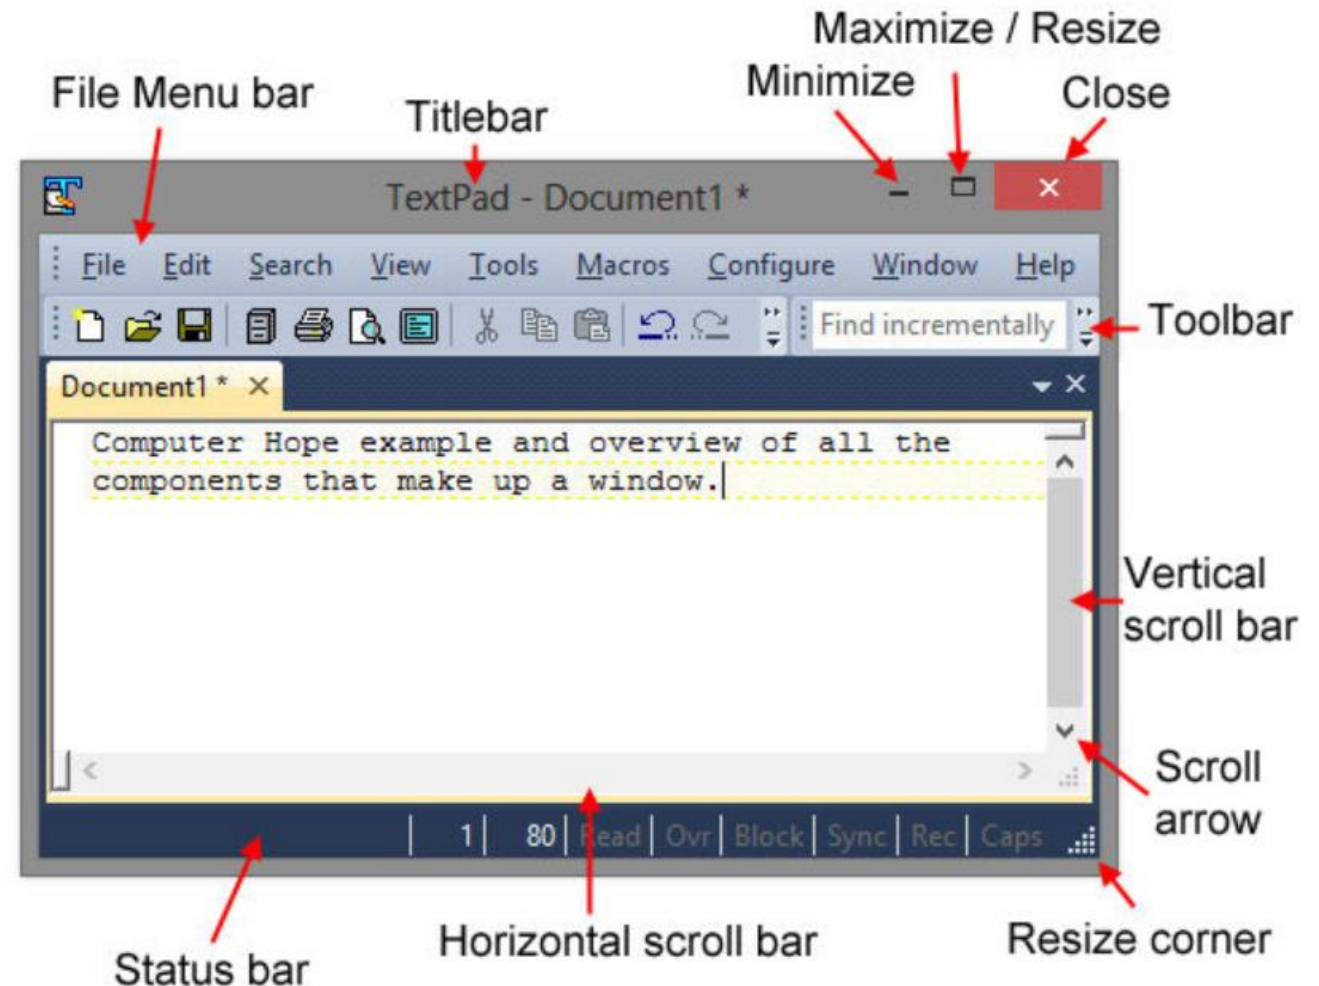 Maximize / Resize
Minimize
Close
File Menu bar
Titlebar
TextPad - Document1 *
File Edit Search View Tools Macros Configure Window Help
Find incrementally
Toolbar
Document1 *
Computer Hope example and overview of all the
components that make up a window.
Vertical
scroll bar
Scroll
arrow
1 80 Read Ovr Block Sync Rec Caps
Horizontal scroll bar
Resize corner
Status bar